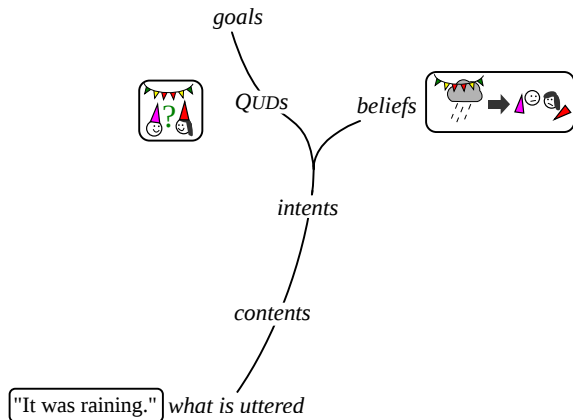 goals
QUDs
?
beliefs
intents
contents
"It was raining." what is uttered